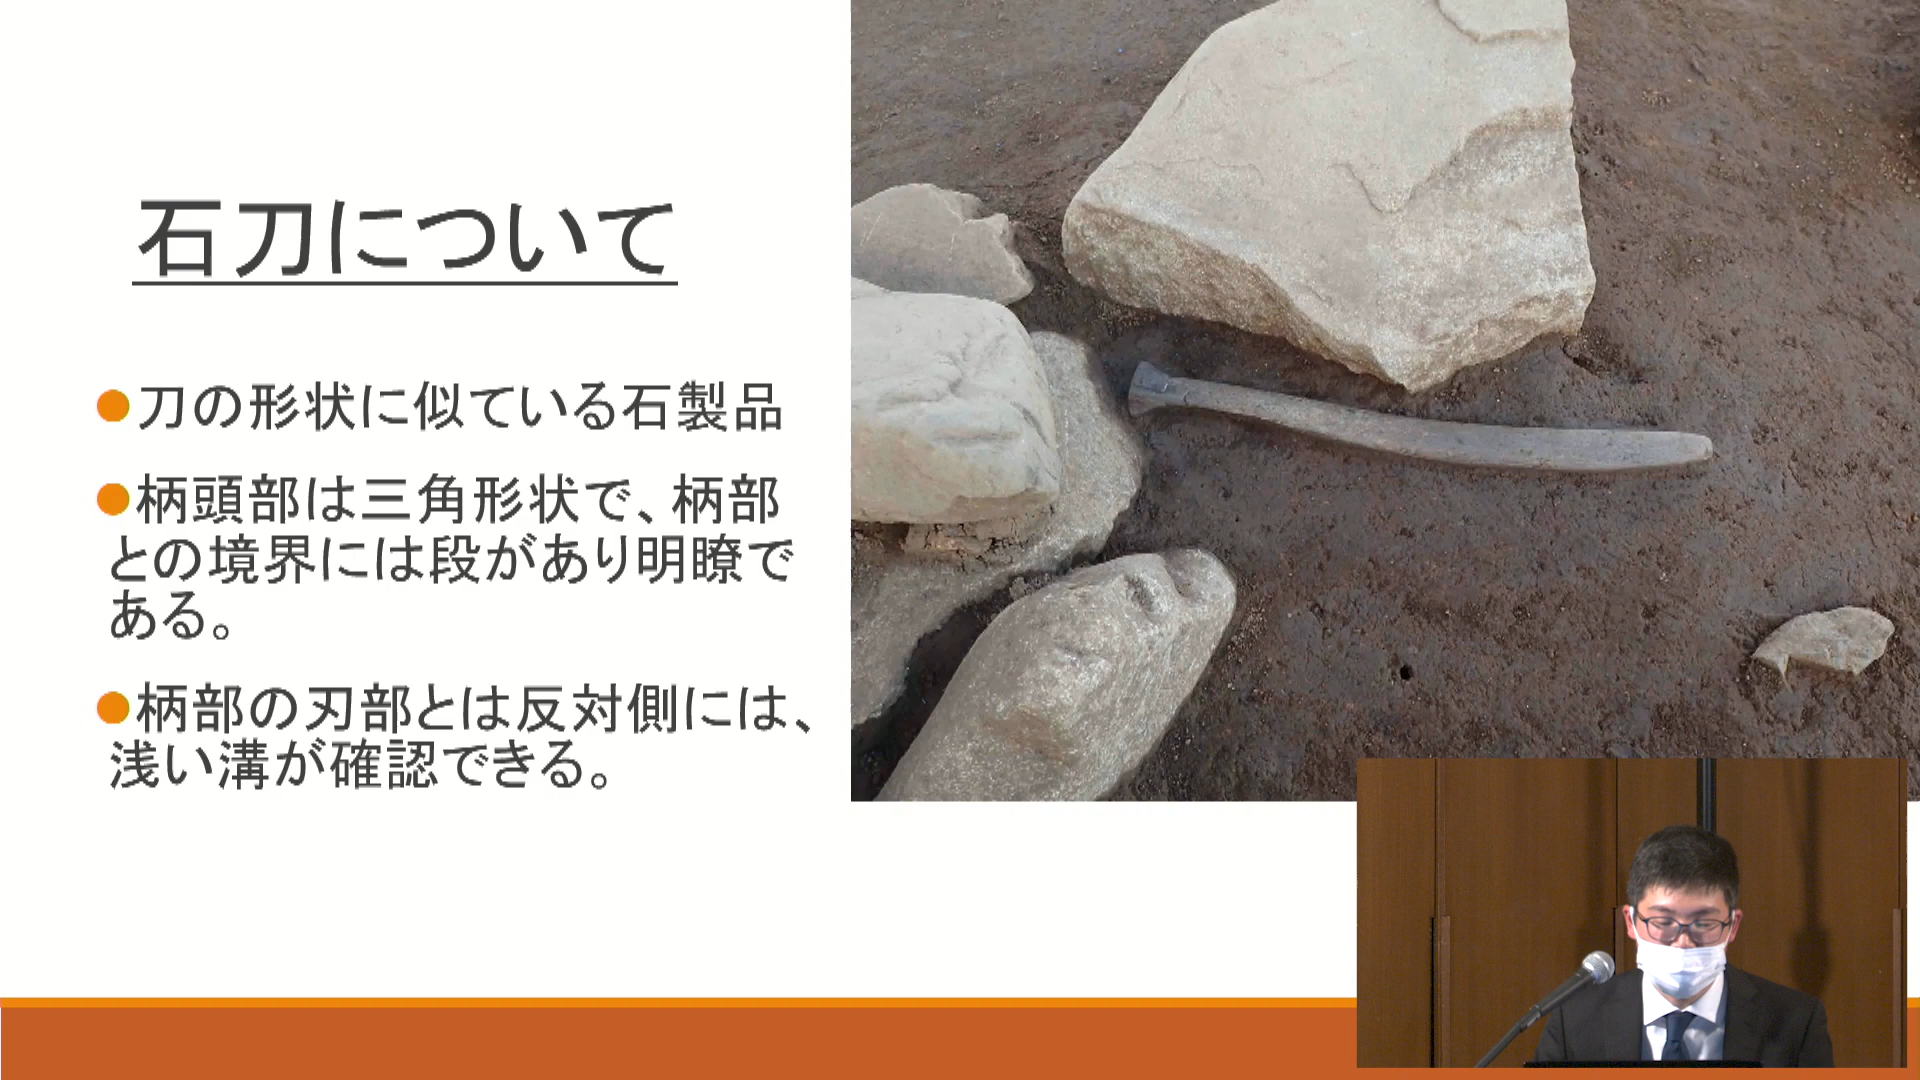 石刀について
●刀の形状に似ている石製品
●柄頭部は三角形状で、柄部
との境界には段があり明瞭で
ある。
●柄部の刃部とは反対側には、
浅い溝が確認できる。